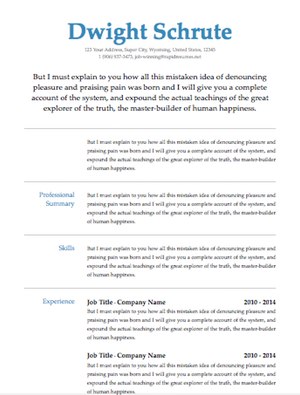 Dwight Schrute
123 Your Address, Super City, Wyoming, United States, 12345
But I must explain to you how all this mistaken idea of denouncing
pleasure and praising pain was born and I will give you a complete
account of the system, and expound the actual teachings of the great
explorer of the truth, the master-builder of human happiness.
But I must explain to you how all this mistaken idea of denouncing pleasure and
praising pain was born and I will give you a complete account of the system, and
expound the actual teachings of the great explorer of the truth, the master-builder
of human happiness.
Professional
Summary
But I must explain to you how all this mistaken idea of denouncing pleasure and
praising pain was born and I will give you a complete account of the system, and
expound the actual teachings of the great explorer of the truth, the master-builder
of human happiness.
Skills
But I must explain to you how all this mistaken idea of denouncing pleasure and
praising pain was born and I will give you a complete account of the system, and
expound the actual teachings of the great explorer of the truth, the master-builder
of human happiness.
Experience
Job Title - Company Name 2010 - 2014
But I must explain to you how all this mistaken idea of denouncing pleasure and
praising pain was born and I will give you a complete account of the system, and
expound the actual teachings of the great explorer of the truth, the master-builder
of human happiness.
Job Title - Company Name 2010 - 2014
But I must explain to you how all this mistaken idea of denouncing pleasure and
praising pain was born and I will give you a complete account of the system, and
expound the actual teachings of the great explorer of the truth, the master-builder
of human happiness.